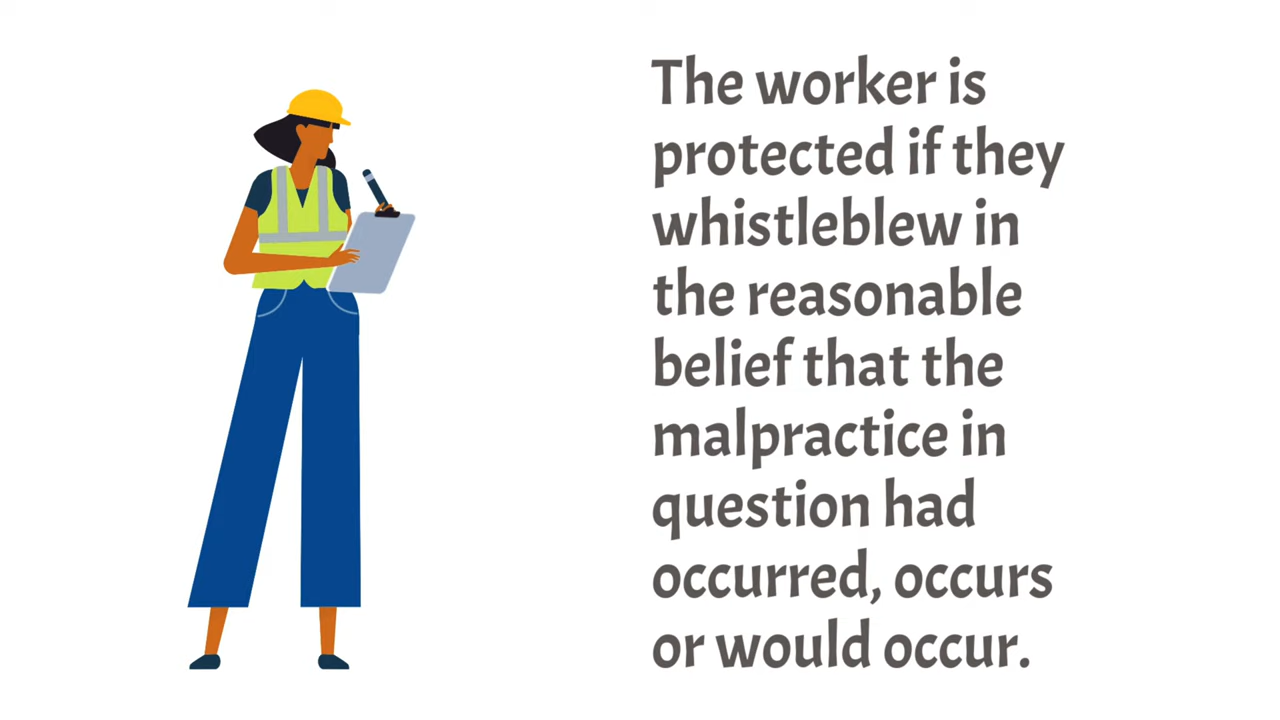 The worker is
protected if they
whistleblew in
the reasonable
belief that the
malpractice in
question had
occurred, occurs
or would occur.